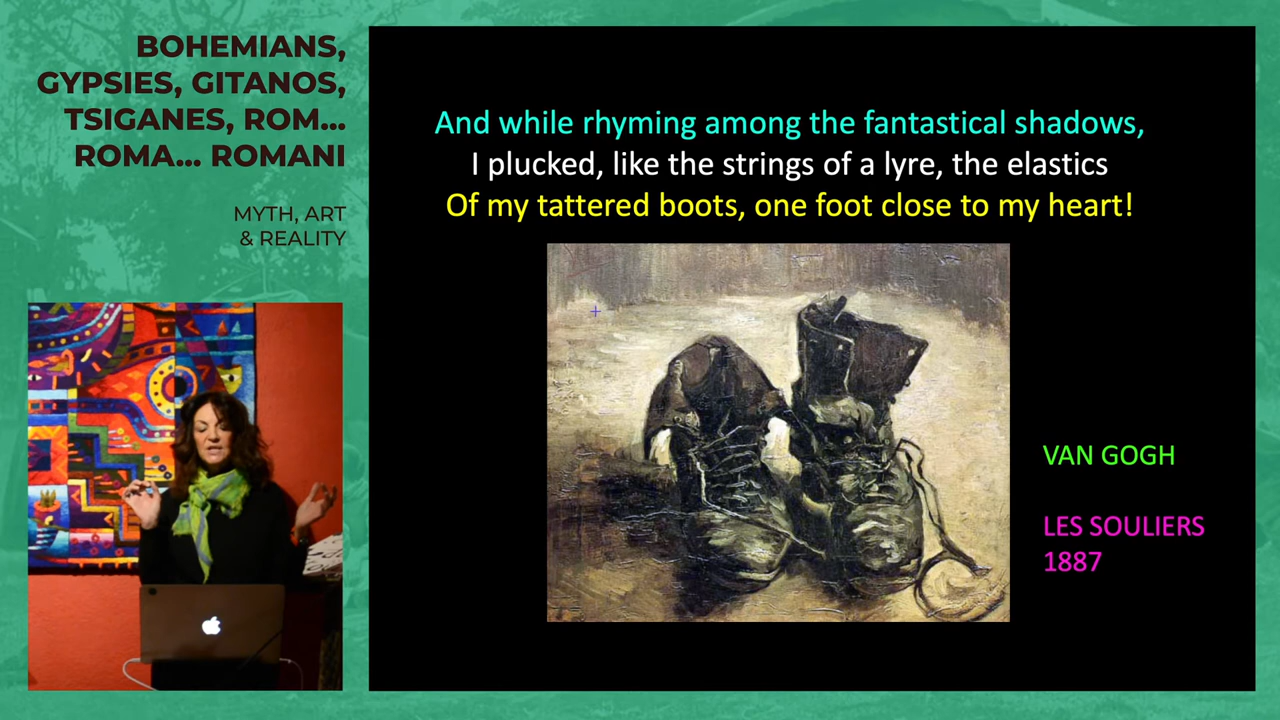 BOHEMIANS,
GYPSIES, GITANOS,
TSIGANES, ROM...
ROMA... ROMANI
MYTH, ART
& REALITY
And while rhyming among the fantastical shadows,
I plucked, like the strings of a lyre, the elastics
Of my tattered boots, one foot close to my heart!
VAN GOGH
LES SOULIERS
1887